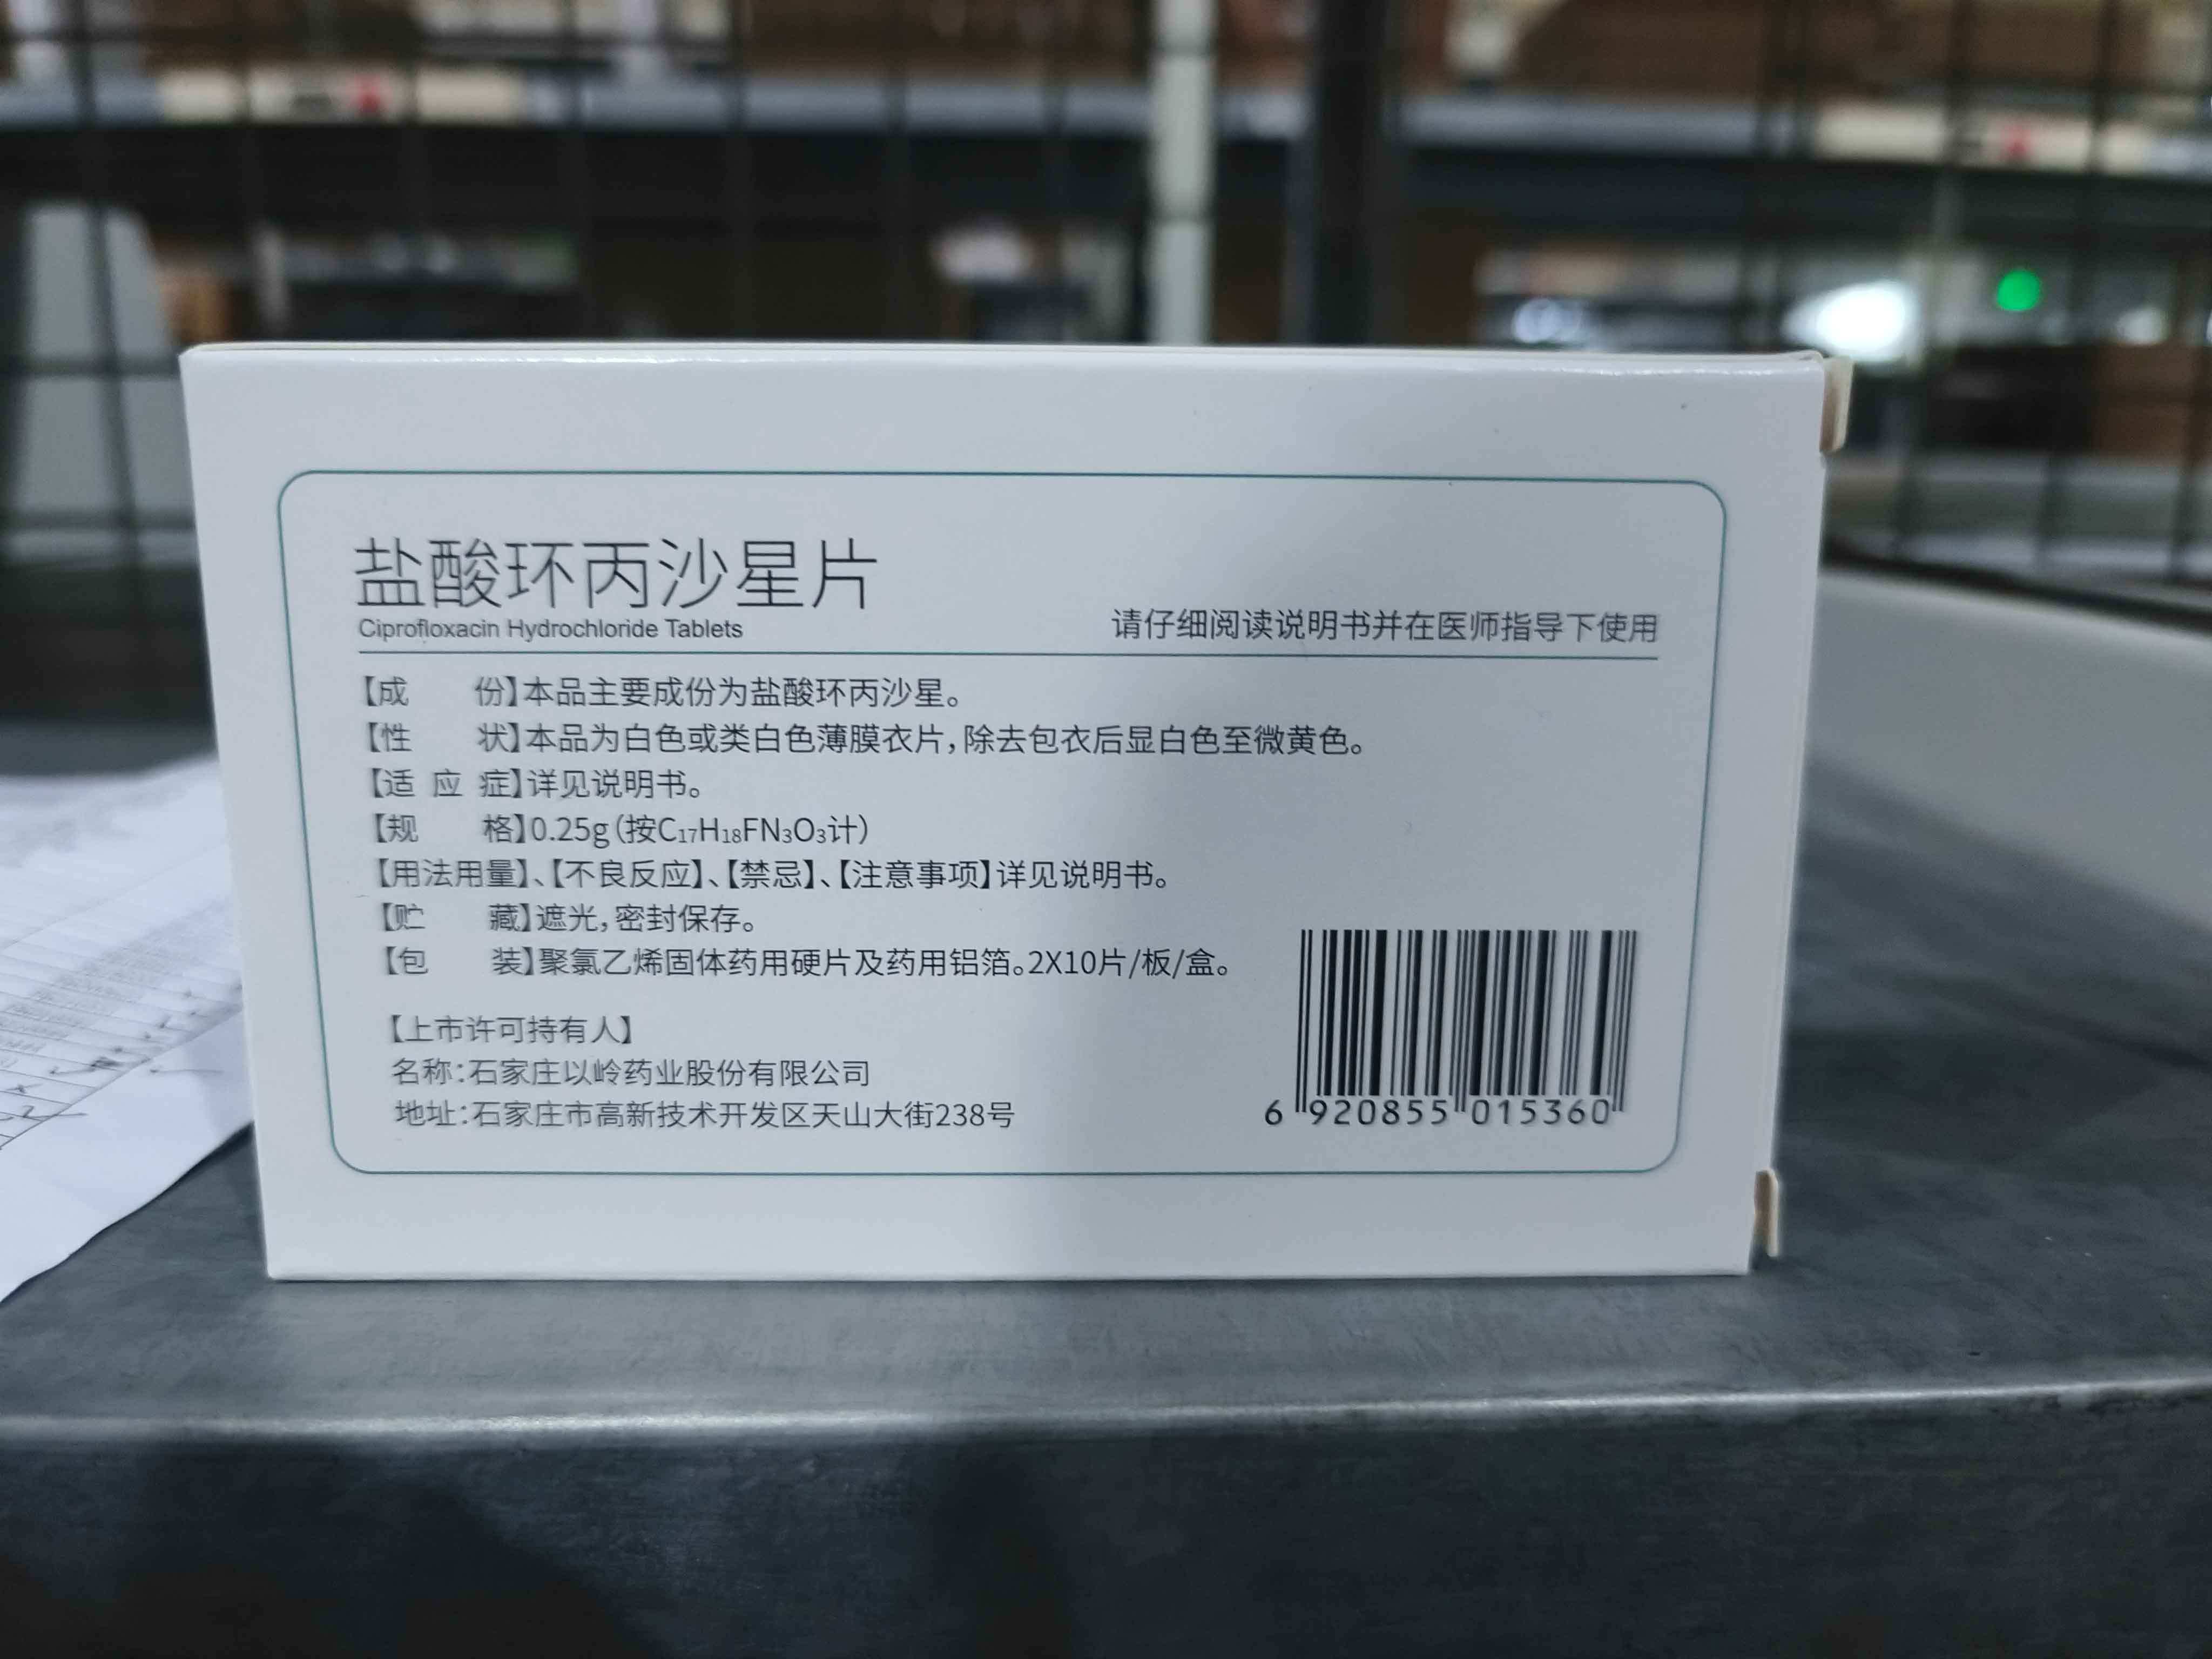 盐酸环丙沙星片
Ciprofloxacin Hydrochloride Tablets
请仔细阅读说明书并在医师指导下使用
【成 份】本品主要成份为盐酸环丙沙星。
【性 状】本品为白色或类白色薄膜衣片,除去包衣后显白色至微黄色。
【适 应 症】详见说明书。
【规 格】0.25g(按C₁₇H₁₈FN₃O₃计)
【用法用量】、【不良反应】、【禁忌】、【注意事项】详见说明书。
【贮 藏】遮光,密封保存。
【包 装】聚氯乙烯固体药用硬片及药用铝箔。2X10片/板/盒。
【上市许可持有人】
名称:石家庄以岭药业股份有限公司
地址:石家庄市高新技术开发区天山大街238号
6 920855 015360